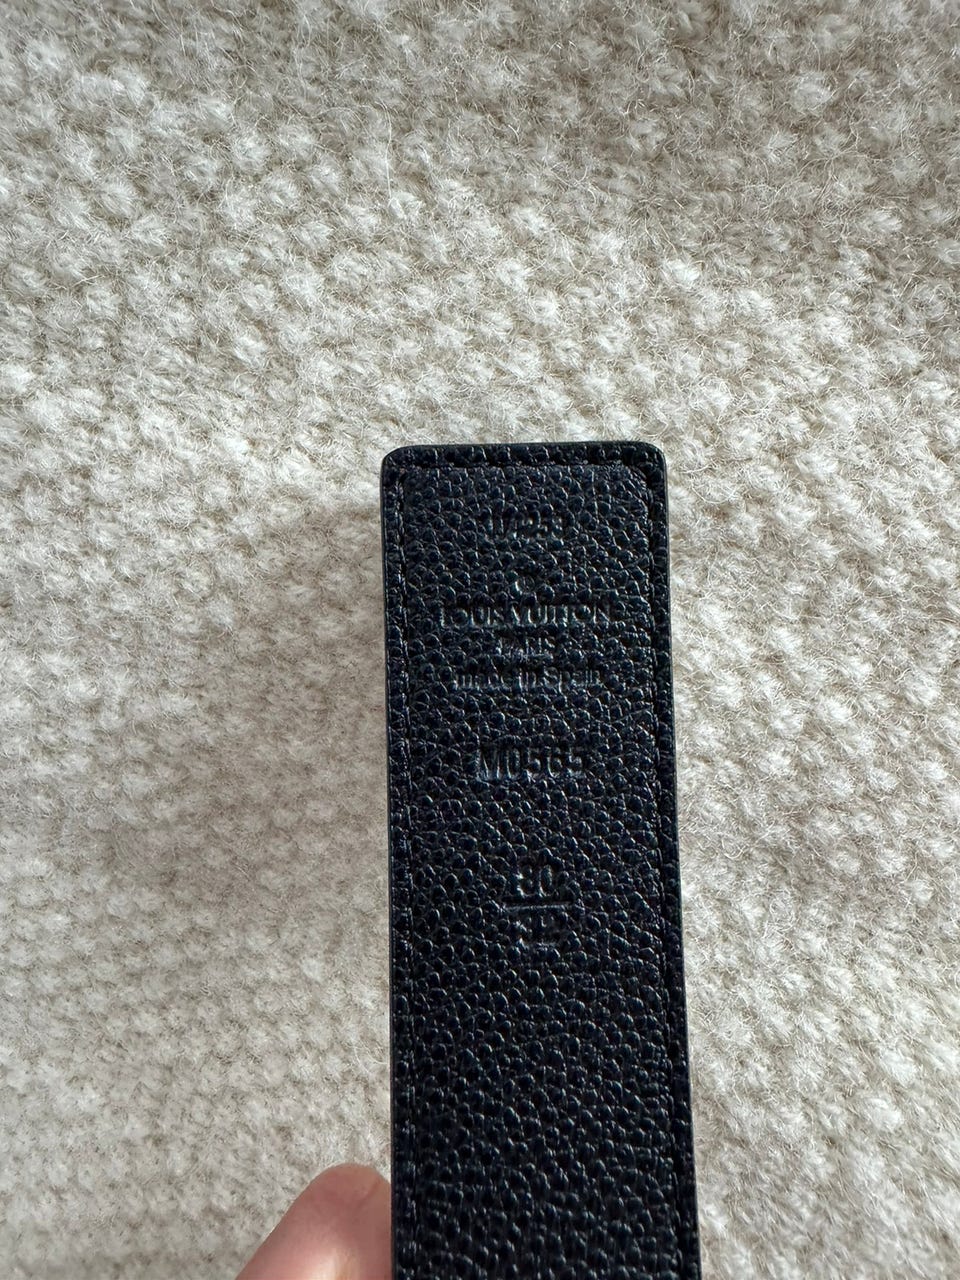 LOUIS VUITTON
PARIS
made in Spain
M0565
80